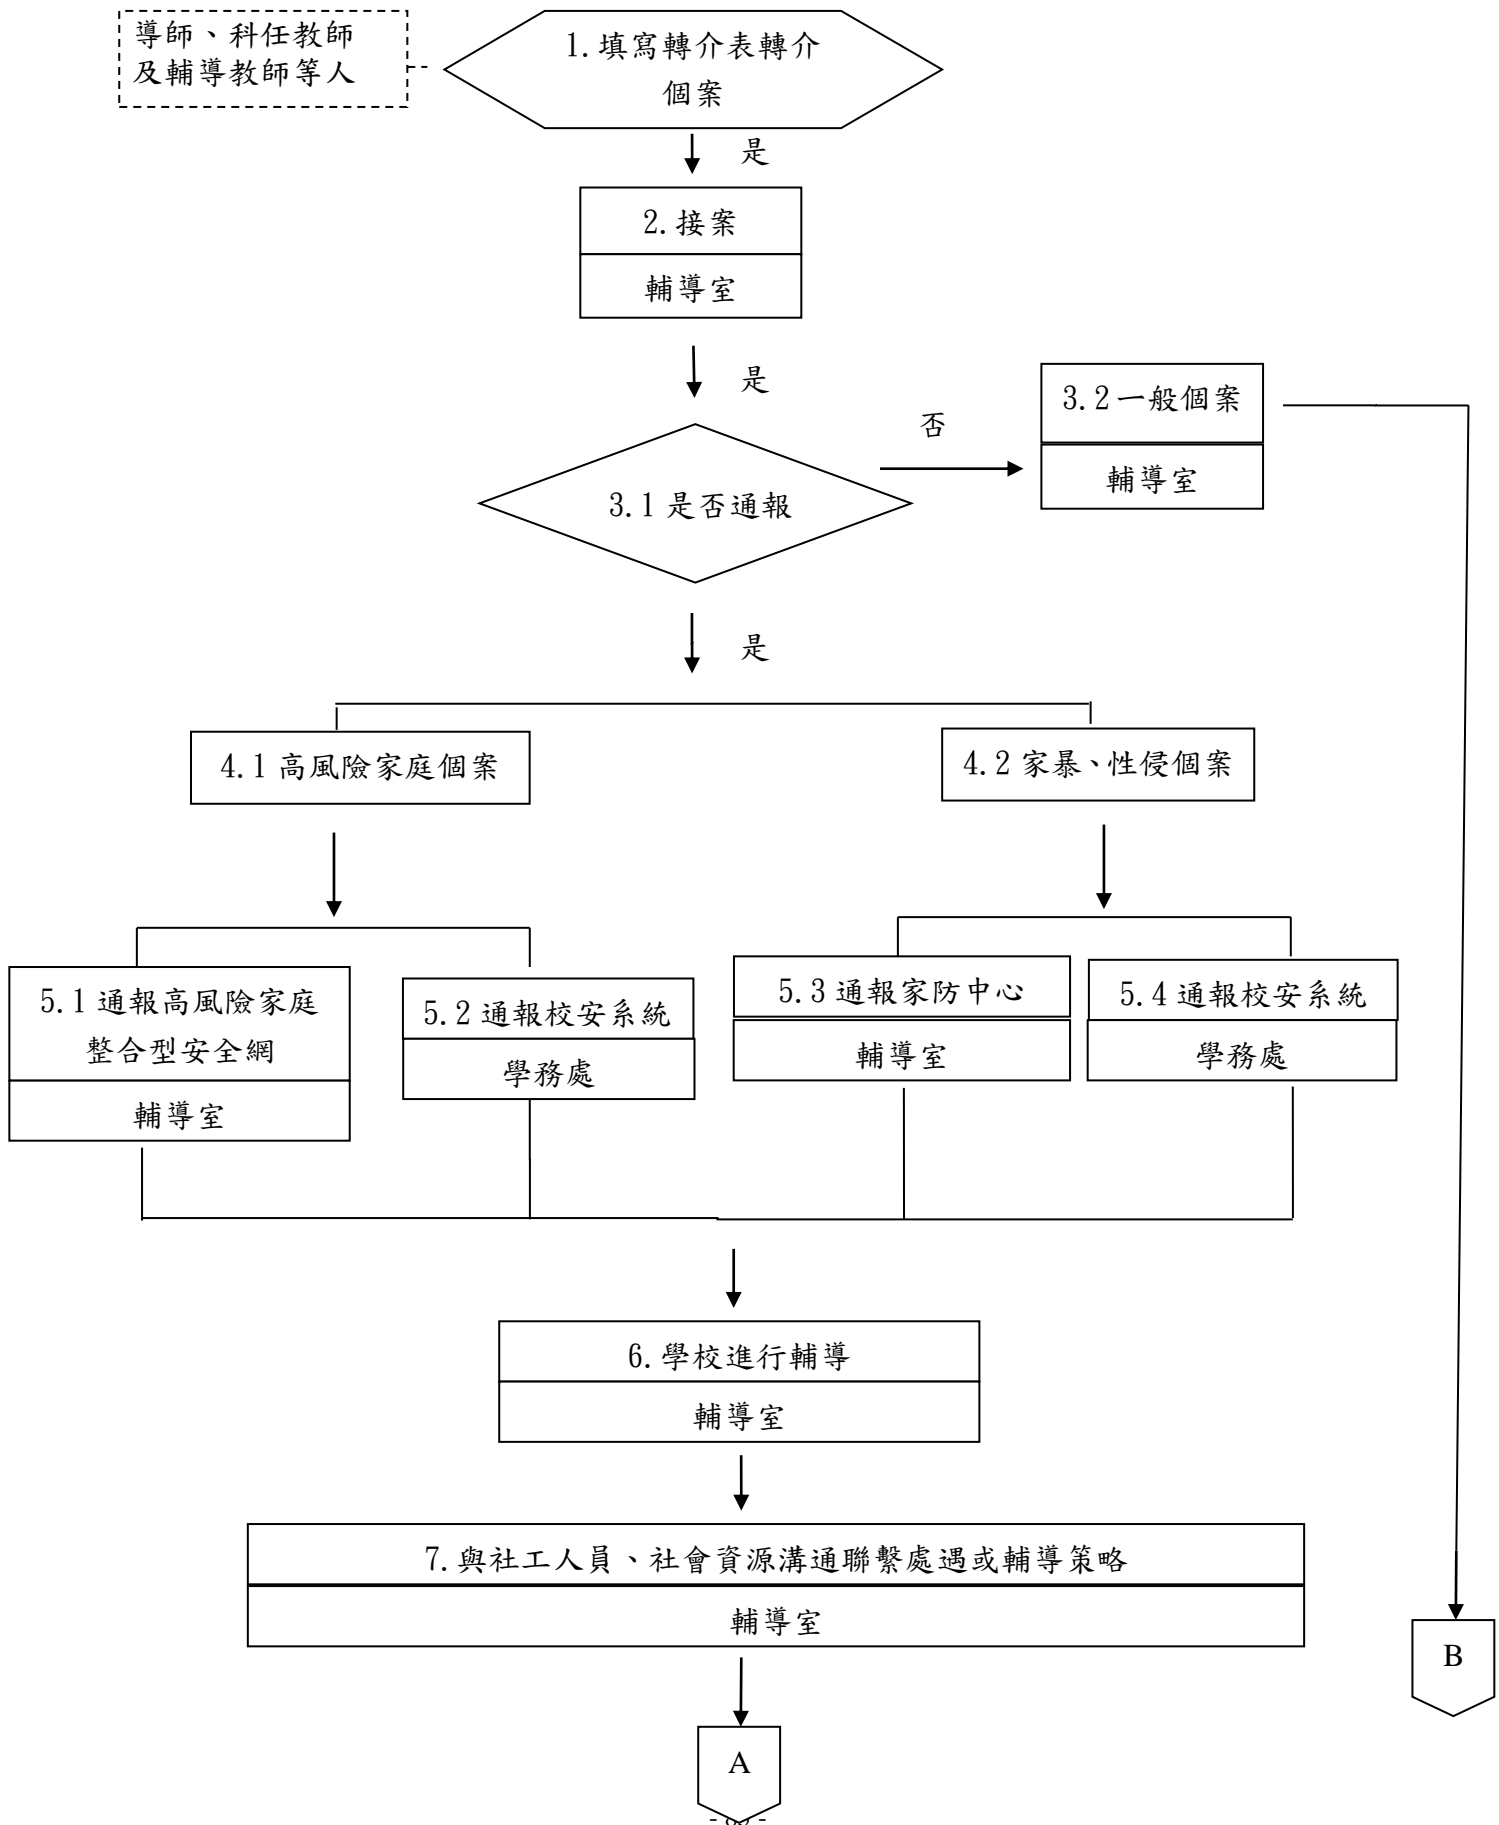 導師、科任教師
及輔導教師等人
1.填寫轉介表轉介
個案
是
2.接案
輔導室
是
否
3.2一般個案
輔導室
3.1是否通報
是
4.1高風險家庭個案
4.2家暴、性侵個案
5.1通報高風險家庭
整合型安全網
輔導室
5.2通報校安系統
學務處
5.3通報家防中心
輔導室
5.4通報校安系統
學務處
6.學校進行輔導
輔導室
7.與社工人員、社會資源溝通聯繫處遇或輔導策略
輔導室
B
A